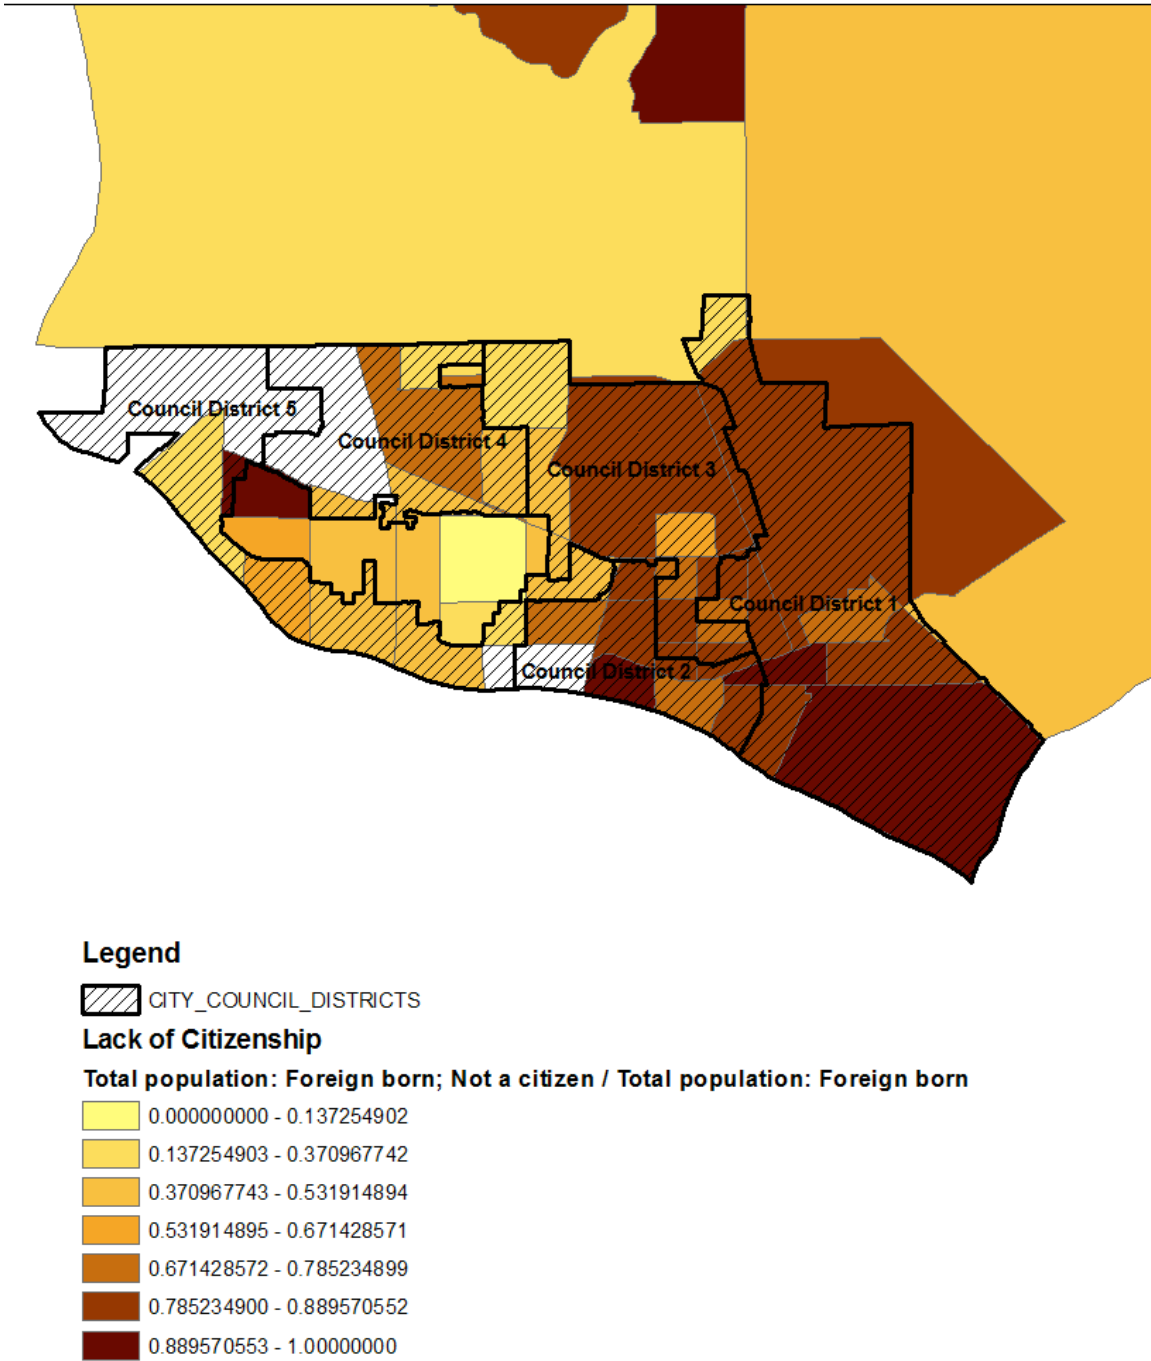 Council District 5
Council District 4
Council District 3
Council District 1
Council District 2
Legend
CITY_COUNCIL_DISTRICTS
Lack of Citizenship
Total population: Foreign born; Not a citizen / Total population: Foreign born
0.000000000 - 0.137254902
0.137254903 - 0.370967742
0.370967743 - 0.531914894
0.531914895 - 0.671428571
0.671428572 - 0.785234899
0.785234900 - 0.889570552
0.889570553 - 1.00000000